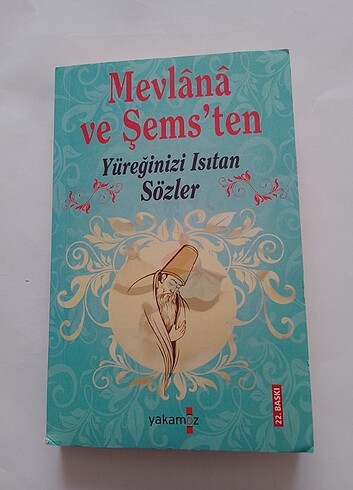 Mevlânâ
ve Şems'ten
Yüreğinizi Isıtan
Sözler
22. BASKI
yakamoz